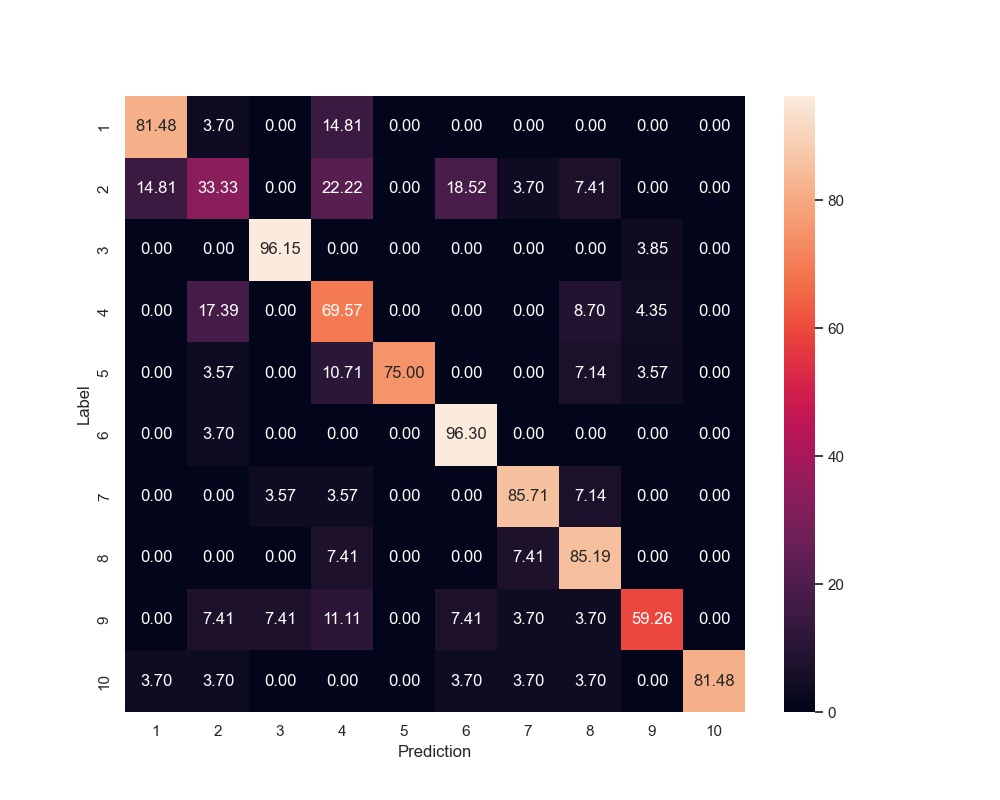 1 81.48 3.70 0.00 14.81 0.00 0.00 0.00 0.00 0.00 0.00
2 14.81 33.33 0.00 22.22 0.00 18.52 3.70 7.41 0.00 0.00
3 0.00 0.00 96.15 0.00 0.00 0.00 0.00 0.00 3.85 0.00
4 0.00 17.39 0.00 69.57 0.00 0.00 0.00 8.70 4.35 0.00
5 0.00 3.57 0.00 10.71 75.00 0.00 0.00 7.14 3.57 0.00
6 0.00 3.70 0.00 0.00 0.00 96.30 0.00 0.00 0.00 0.00
7 0.00 0.00 3.57 3.57 0.00 0.00 85.71 7.14 0.00 0.00
8 0.00 0.00 0.00 7.41 0.00 0.00 7.41 85.19 0.00 0.00
9 0.00 7.41 7.41 11.11 0.00 7.41 3.70 3.70 59.26 0.00
10 3.70 3.70 0.00 0.00 0.00 3.70 3.70 3.70 0.00 81.48
1 2 3 4 5 6 7 8 9 10
Prediction
Label
80
60
40
20
0